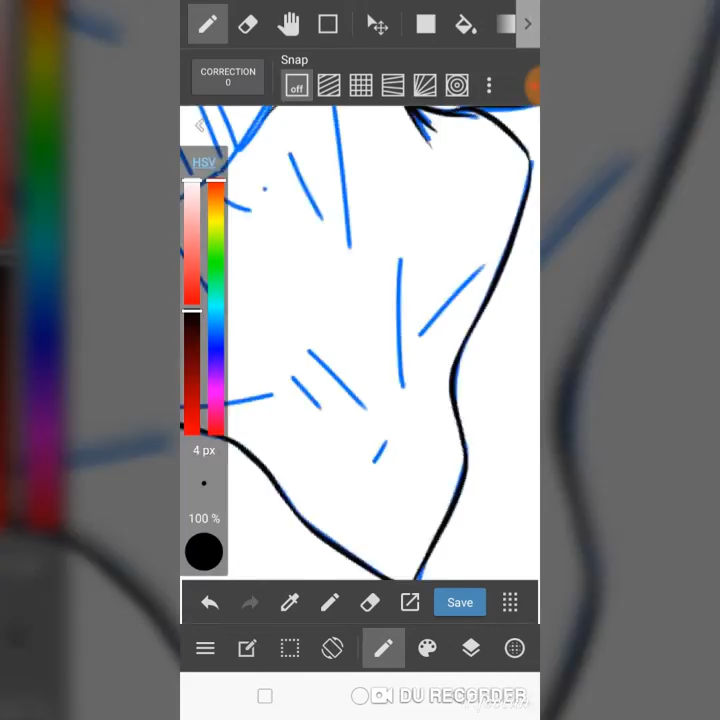 Snap
CORRECTION
0
off
HSV
4 px
100 %
Save
DU RECORDER